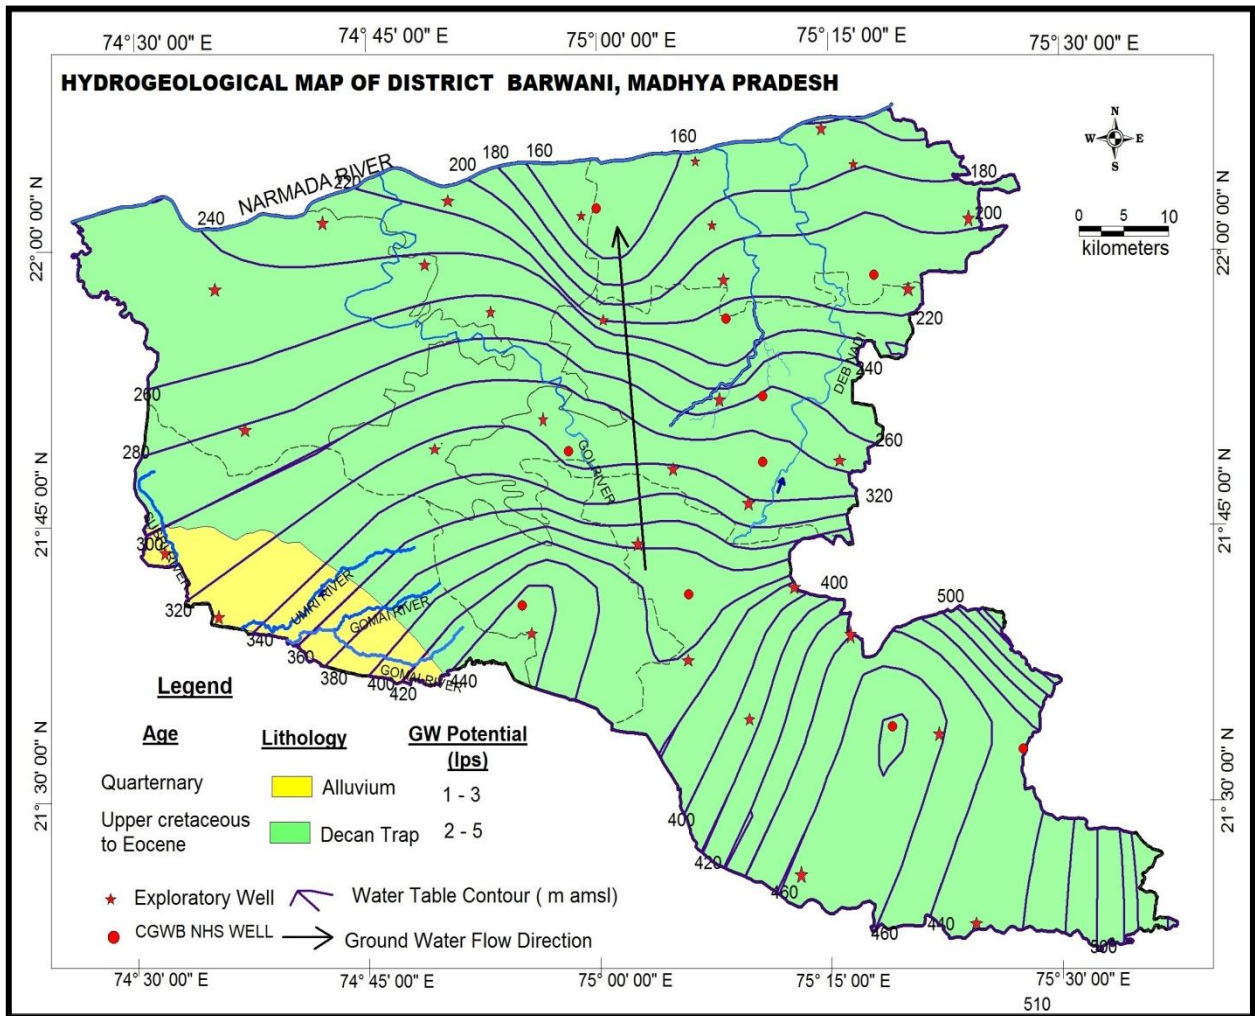 74° 30' 00" E
74° 45' 00" E
75° 00' 00" E
75° 15' 00" E
75° 30' 00" E
HYDROGEOLOGICAL MAP OF DISTRICT BARWANI, MADHYA PRADESH
N
W E
S
0 5 10
kilometers
22° 00' 00" N
22° 00' 00" N
NARMADA RIVER
240
220
200
180
160
160
180
200
220
240
DEB NADI
260
260
280
GOI RIVER
320
21° 45' 00" N
21° 45' 00" N
300
320
UMRI RIVER
GOMAI RIVER
GOMAI RIVER
340
360
380
400
420
440
400
500
Legend
Age
Lithology
GW Potential
(lps)
Quarternary
Alluvium
1 - 3
Upper cretaceous
to Eocene
Decan Trap
2 - 5
21° 30' 00" N
21° 30' 00" N
400
420
460
460
440
500
Exploratory Well
Water Table Contour ( m amsl)
CGWB NHS WELL
Ground Water Flow Direction
74° 30' 00" E
74° 45' 00" E
75° 00' 00" E
75° 15' 00" E
75° 30' 00" E
510